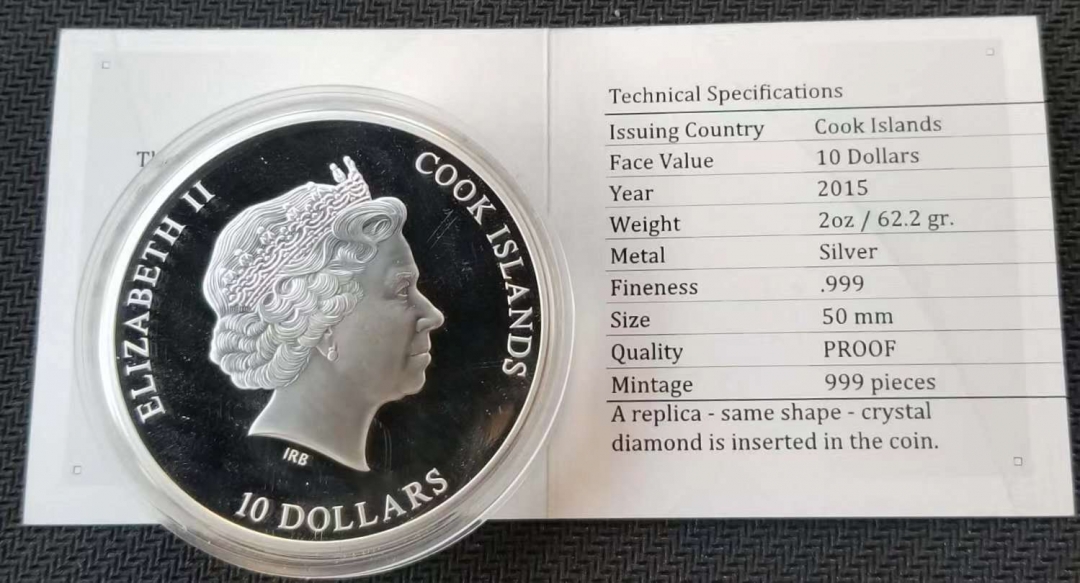 ELIZABETH II
COOK ISLANDS
IRB
10 DOLLARS
Technical Specifications
Issuing Country Cook Islands
Face Value 10 Dollars
Year 2015
Weight 2oz / 62.2 gr.
Metal Silver
Fineness .999
Size 50 mm
Quality PROOF
Mintage 999 pieces
A replica - same shape - crystal
diamond is inserted in the coin.